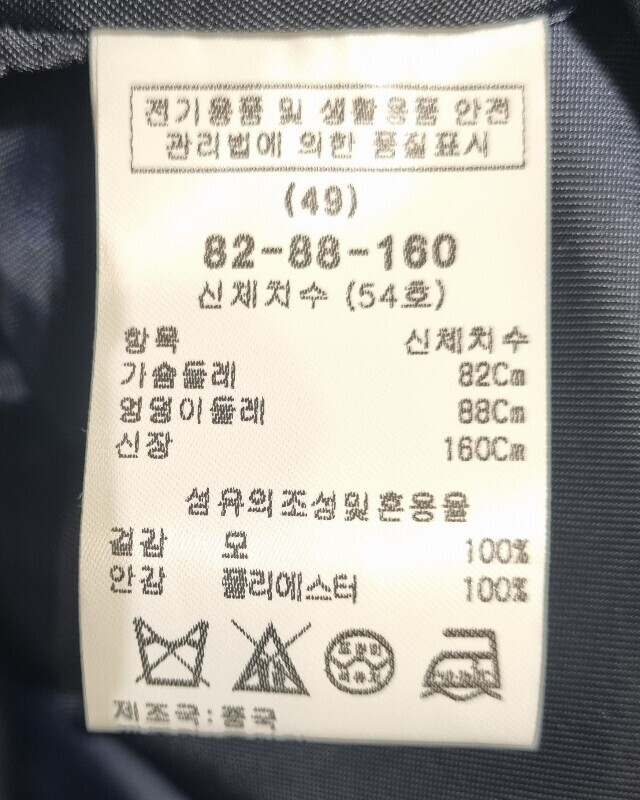 전기용품 및 생활용품 안전
관리법에 의한 품질표시
(49)
82-88-160
신체치수 (54호)
항목 신체치수
가슴둘레 82Cm
엉덩이둘레 88Cm
신장 160Cm
섬유의조성및혼용율
겉감 모 100%
안감 폴리에스터 100%
제조국:중국